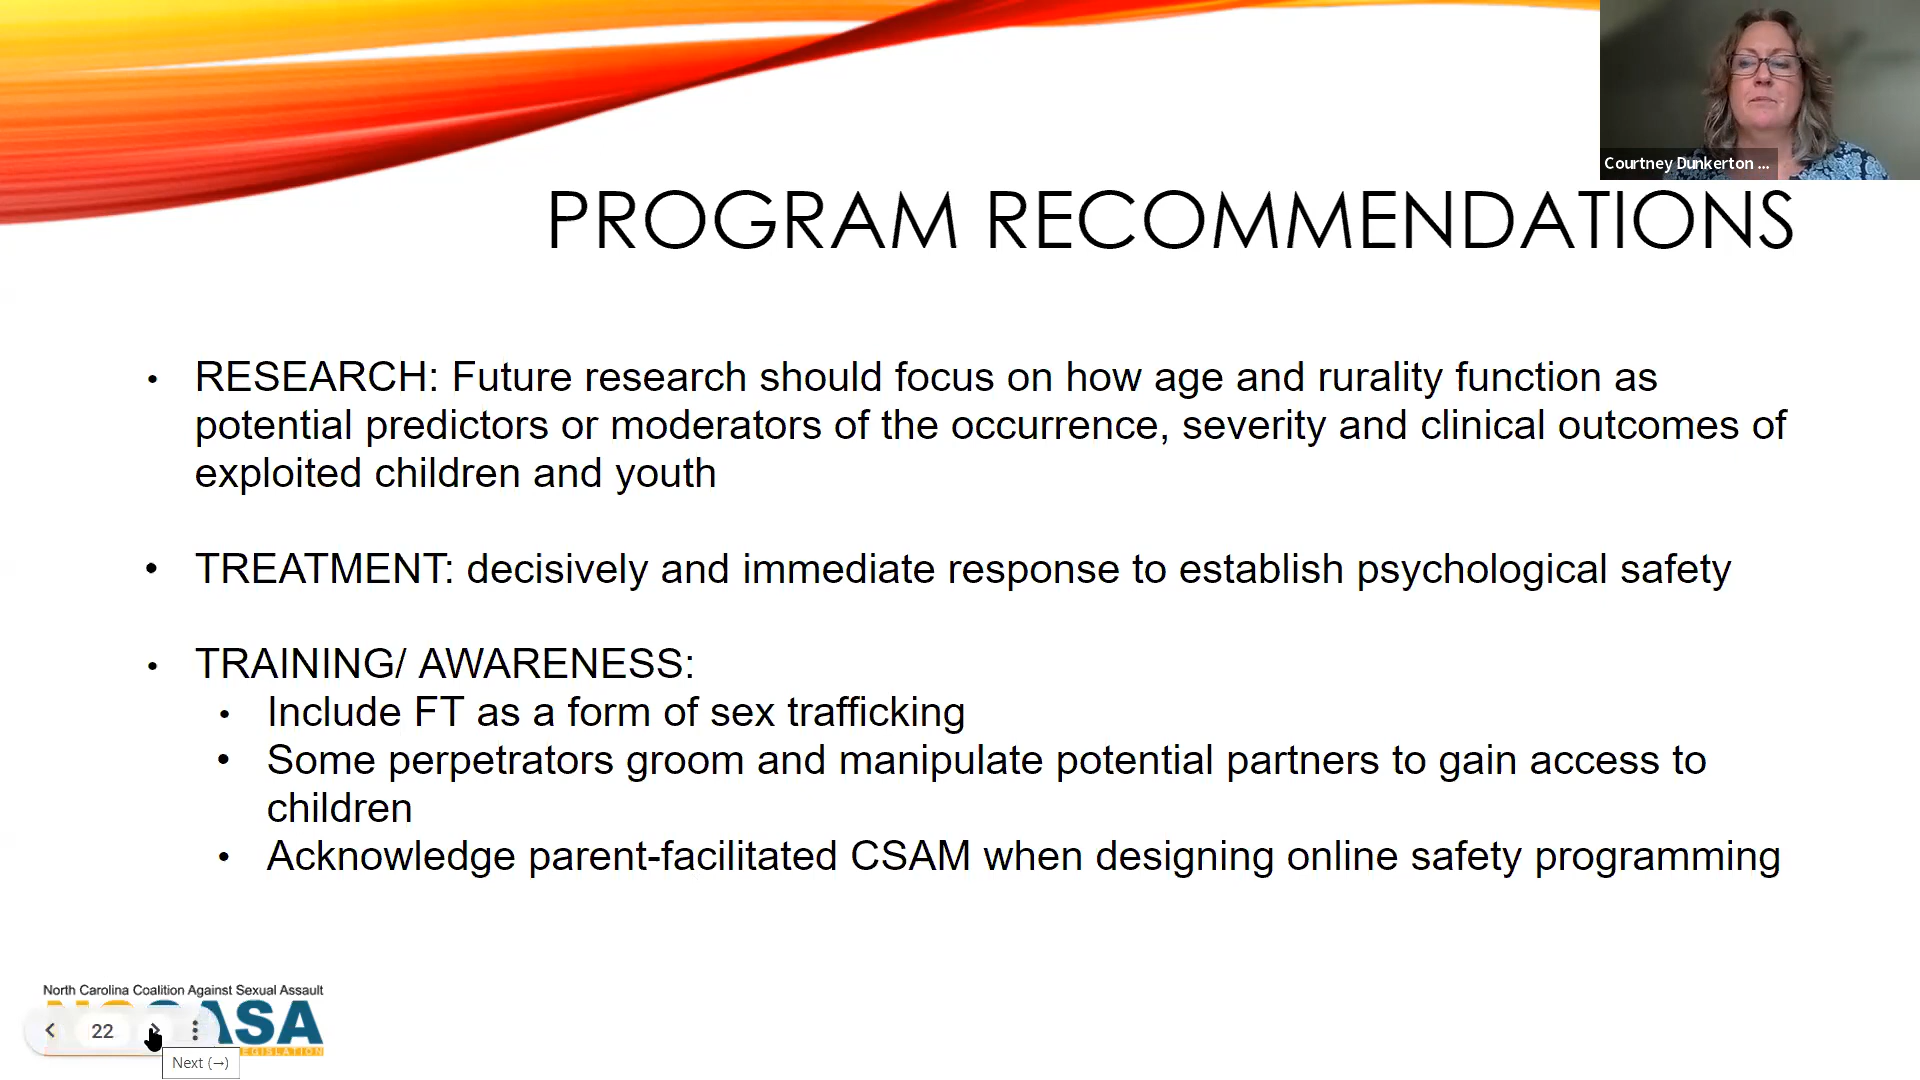 Courtney Dunkerton ...
PROGRAM RECOMMENDATIONS
• RESEARCH: Future research should focus on how age and rurality function as
potential predictors or moderators of the occurrence, severity and clinical outcomes of
exploited children and youth
• TREATMENT: decisively and immediate response to establish psychological safety
• TRAINING/ AWARENESS:
• Include FT as a form of sex trafficking
• Some perpetrators groom and manipulate potential partners to gain access to
children
• Acknowledge parent-facilitated CSAM when designing online safety programming
North Carolina Coalition Against Sexual Assault
ASA
22
Next (→)